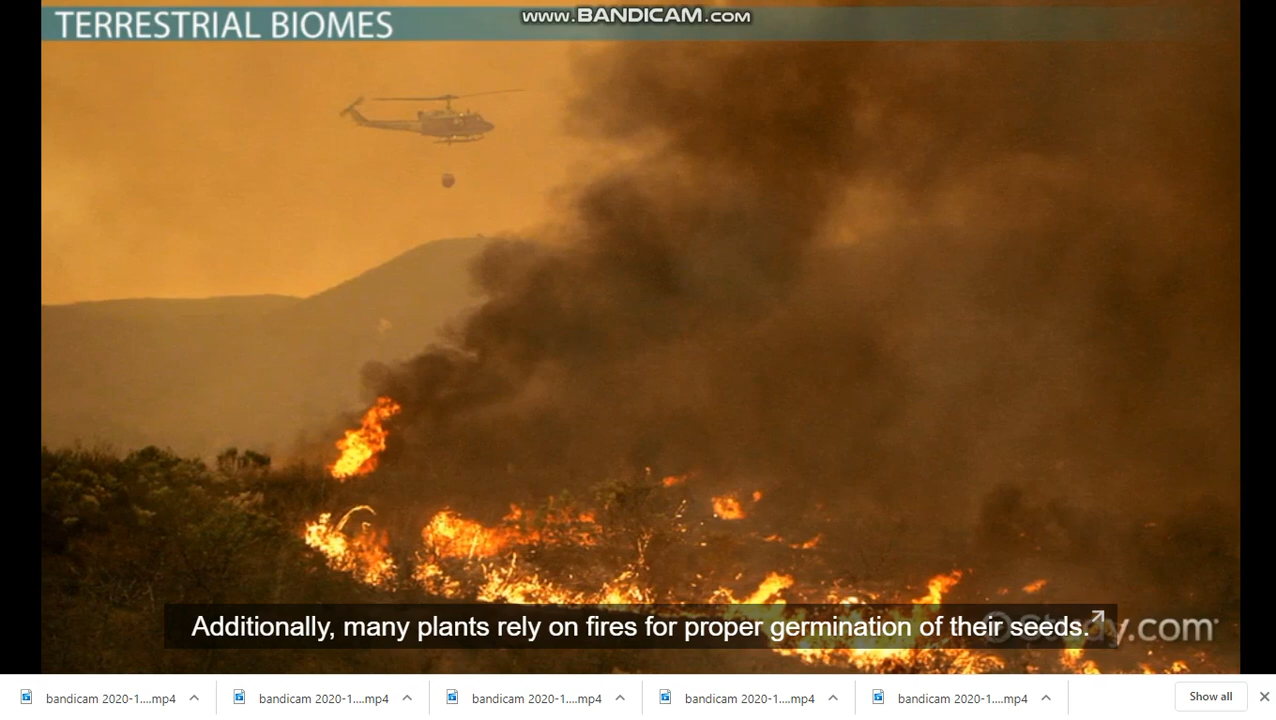 www.BANDICAM.com
TERRESTRIAL BIOMES
Additionally, many plants rely on fires for proper germination of their seeds.
Study.com
bandicam 2020-1....mp4
bandicam 2020-1....mp4
bandicam 2020-1....mp4
bandicam 2020-1....mp4
bandicam 2020-1....mp4
Show all